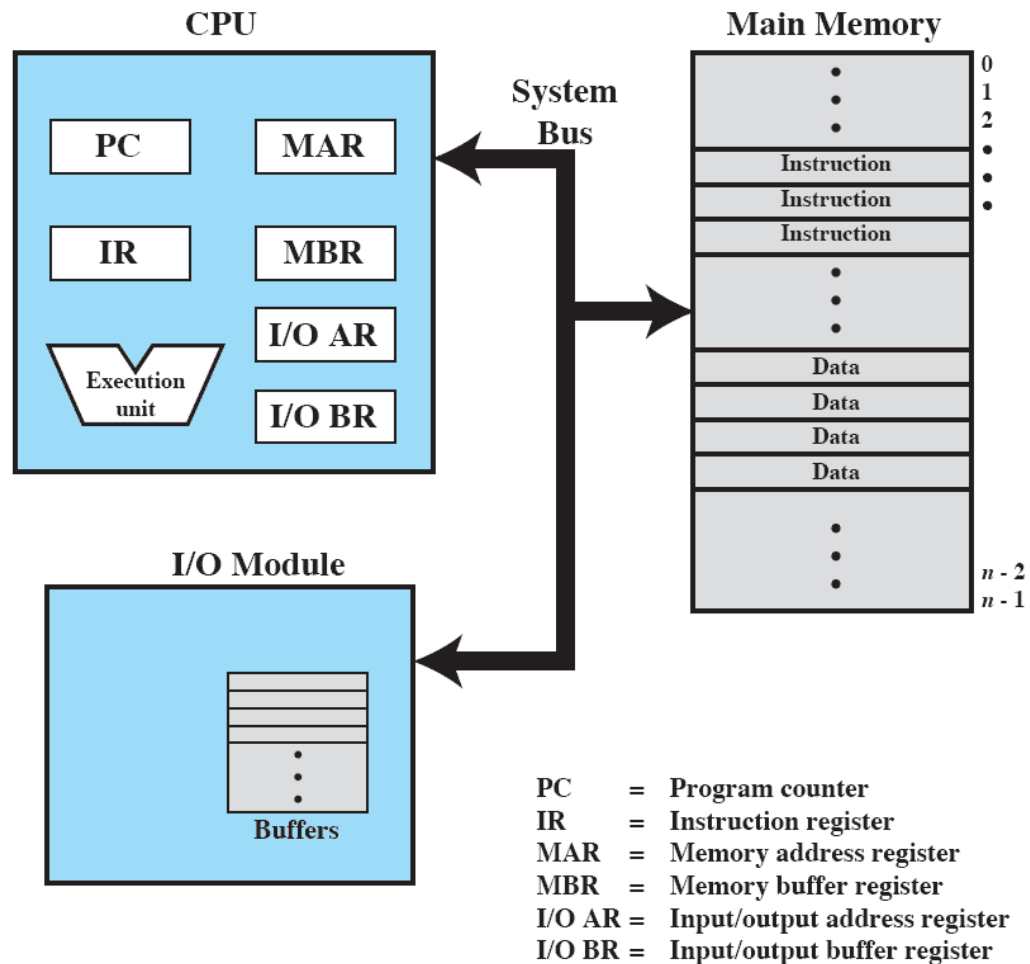 CPU
PC
MAR
IR
MBR
I/O AR
I/O BR
Execution
unit
System
Bus
Main Memory
0
1
2
Instruction
Instruction
Instruction
Data
Data
Data
Data
n - 2
n - 1
I/O Module
Buffers
PC = Program counter
IR = Instruction register
MAR = Memory address register
MBR = Memory buffer register
I/O AR = Input/output address register
I/O BR = Input/output buffer register